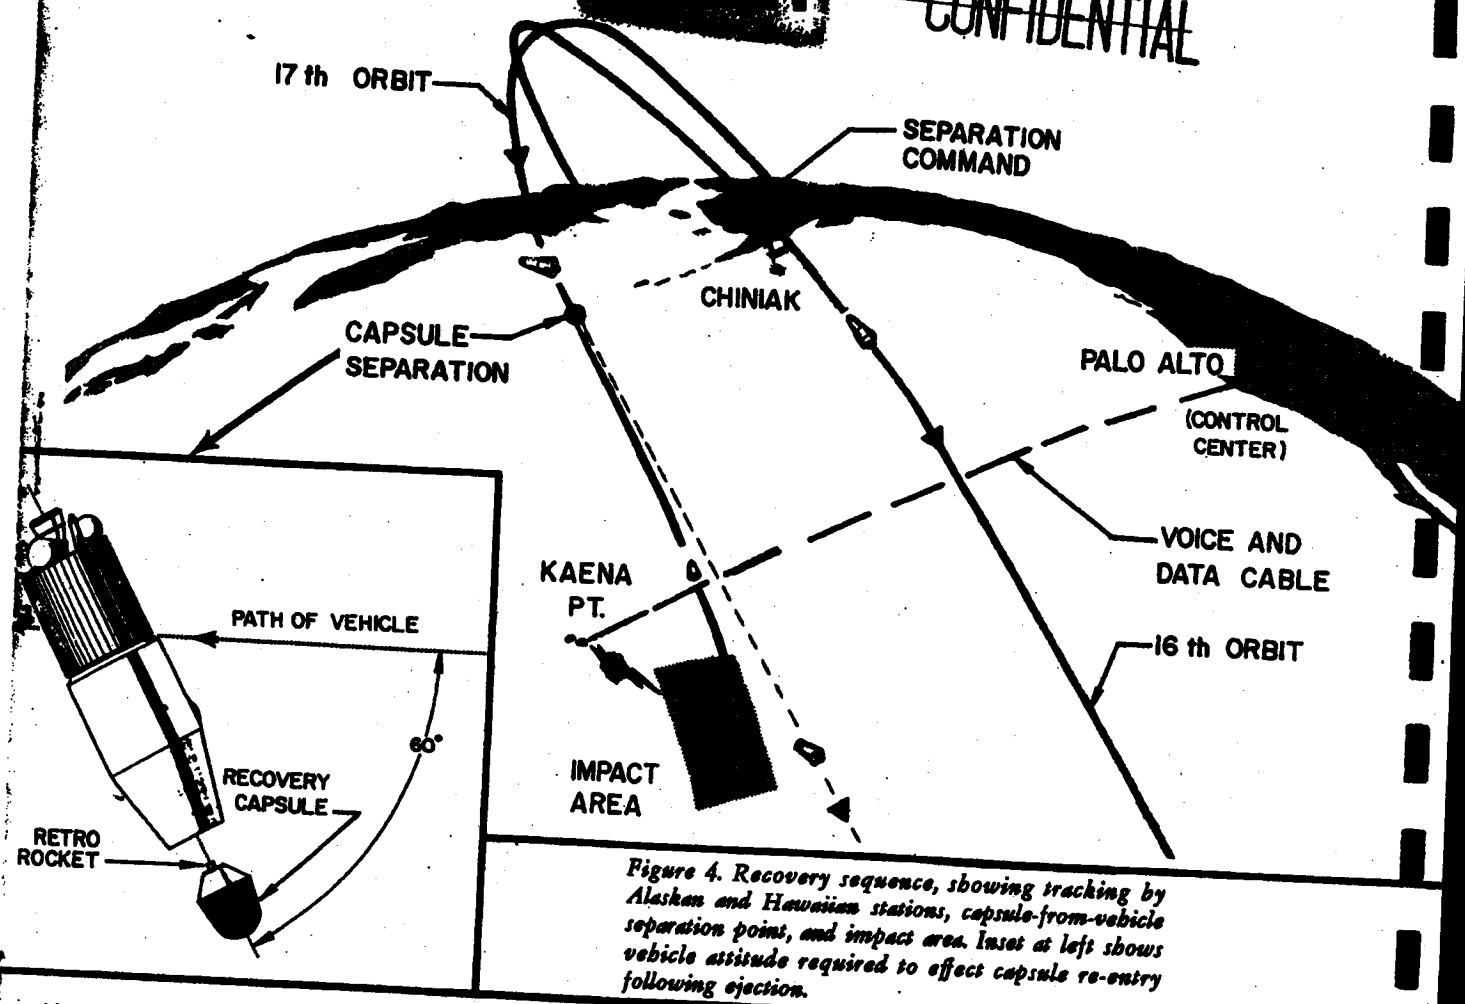 CONFIDENTIAL
17 th ORBIT
SEPARATION
COMMAND
CHINIAK
CAPSULE
SEPARATION
PALO ALTO
(CONTROL
CENTER)
VOICE AND
DATA CABLE
KAENA
PT.
PATH OF VEHICLE
16 th ORBIT
60°
IMPACT
AREA
RECOVERY
CAPSULE
RETRO
ROCKET
Figure 4. Recovery sequence, showing tracking by
Alaskan and Hawaiian stations, capsule-from-vehicle
separation point, and impact area. Inset at left shows
vehicle attitude required to effect capsule re-entry
following ejection.